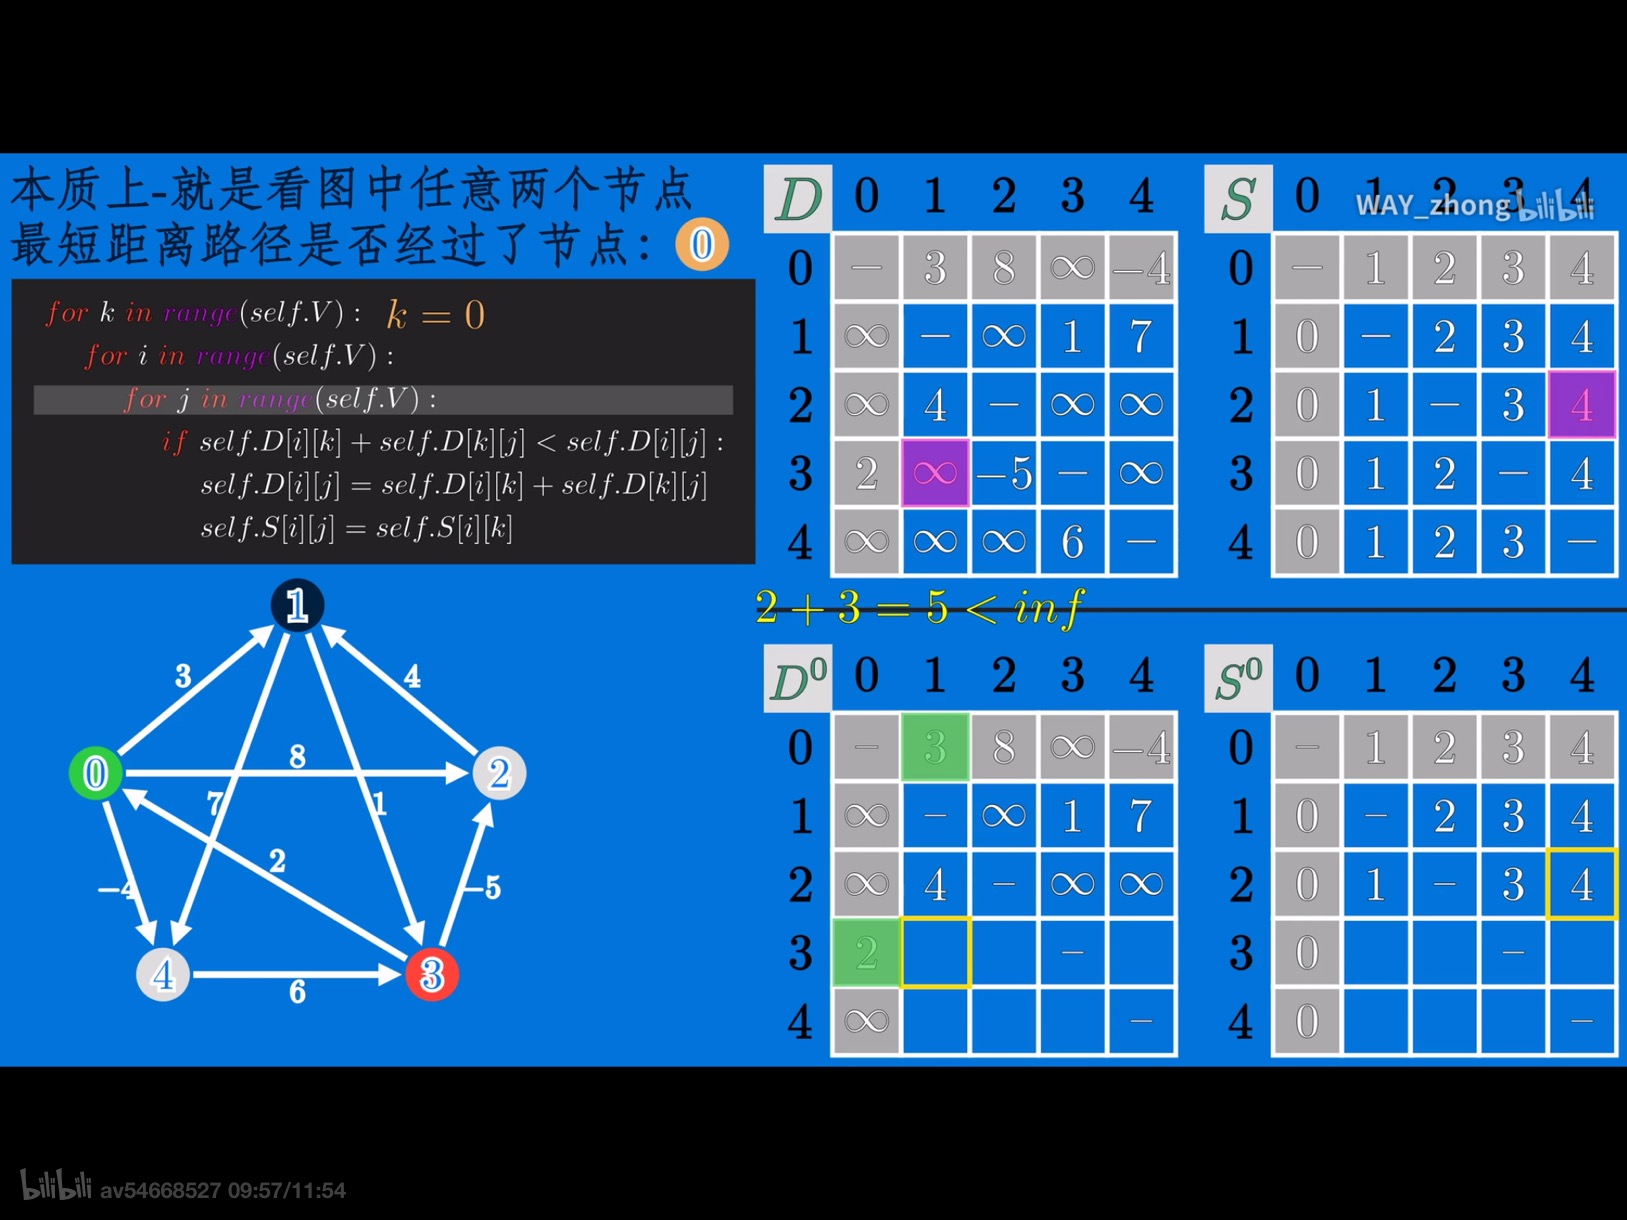 本质上-就是看图中任意两个节点
最短距离路径是否经过了节点：0
for k in range(self.V) : k = 0
for i in range(self.V) :
for j in range(self.V) :
if self.D[i][k] + self.D[k][j] < self.D[i][j] :
self.D[i][j] = self.D[i][k] + self.D[k][j]
self.S[i][j] = self.S[i][k]
1
3
4
0
8
2
7
1
2
−4
−5
4
6
3
D 0 1 2 3 4
0 − 3 8 ∞ −4
1 ∞ − ∞ 1 7
2 ∞ 4 − ∞ ∞
3 2 ∞ −5 − ∞
4 ∞ ∞ ∞ 6 −
S 0 1 2 3 4
WAY_zhong bilibili
0 − 1 2 3 4
1 0 − 2 3 4
2 0 1 − 3 4
3 0 1 2 − 4
4 0 1 2 3 −
2 + 3 = 5 < inf
D⁰ 0 1 2 3 4
0 − 3 8 ∞ −4
1 ∞ − ∞ 1 7
2 ∞ 4 − ∞ ∞
3 2 −
4 ∞ −
S⁰ 0 1 2 3 4
0 − 1 2 3 4
1 0 − 2 3 4
2 0 1 − 3 4
3 0 −
4 0 −
bilibili av54668527 09:57/11:54